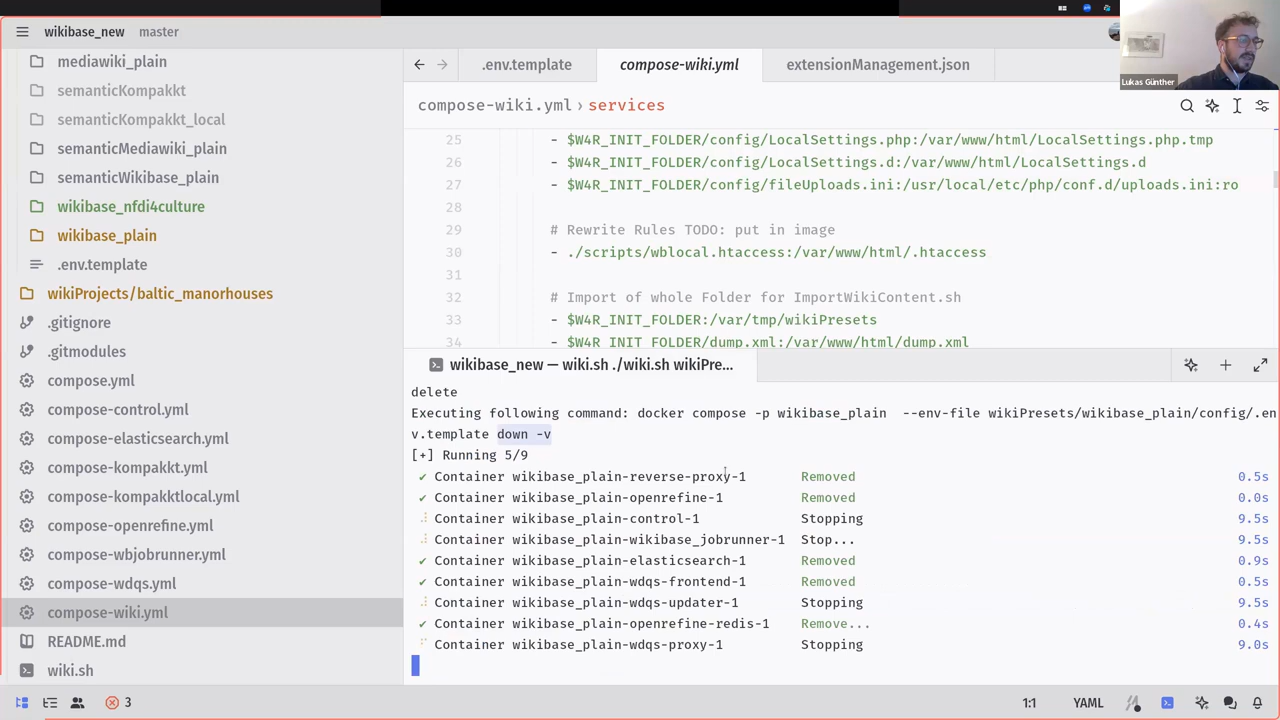 wikibase_new master
Lukas Günther
mediawiki_plain
semanticKompakkt
semanticKompakkt_local
semanticMediawiki_plain
semanticWikibase_plain
wikibase_nfdi4culture
wikibase_plain
.env.template
wikiProjects/baltic_manorhouses
.gitignore
.gitmodules
compose.yml
compose-control.yml
compose-elasticsearch.yml
compose-kompakkt.yml
compose-kompakktlocal.yml
compose-openrefine.yml
compose-wbjobrunner.yml
compose-wdqs.yml
compose-wiki.yml
README.md
wiki.sh
.env.template compose-wiki.yml extensionManagement.json
compose-wiki.yml › services
25 - $W4R_INIT_FOLDER/config/LocalSettings.php:/var/www/html/LocalSettings.php.tmp
26 - $W4R_INIT_FOLDER/config/LocalSettings.d:/var/www/html/LocalSettings.d
27 - $W4R_INIT_FOLDER/config/fileUploads.ini:/usr/local/etc/php/conf.d/uploads.ini:ro
28
29 # Rewrite Rules TODO: put in image
30 - ./scripts/wblocal.htaccess:/var/www/html/.htaccess
31
32 # Import of whole Folder for ImportWikiContent.sh
33 - $W4R_INIT_FOLDER:/var/tmp/wikiPresets
34 - $W4R_INIT_FOLDER/dump.xml:/var/www/html/dump.xml
wikibase_new — wiki.sh ./wiki.sh wikiPre...
delete
Executing following command: docker compose -p wikibase_plain --env-file wikiPresets/wikibase_plain/config/.en
v.template down -v
[+] Running 5/9
✔ Container wikibase_plain-reverse-proxy-1 Removed 0.5s
✔ Container wikibase_plain-openrefine-1 Removed 0.0s
Container wikibase_plain-control-1 Stopping 9.5s
Container wikibase_plain-wikibase_jobrunner-1 Stop... 9.5s
✔ Container wikibase_plain-elasticsearch-1 Removed 0.9s
✔ Container wikibase_plain-wdqs-frontend-1 Removed 0.5s
Container wikibase_plain-wdqs-updater-1 Stopping 9.5s
✔ Container wikibase_plain-openrefine-redis-1 Remove... 0.4s
Container wikibase_plain-wdqs-proxy-1 Stopping 9.0s
3 1:1 YAML